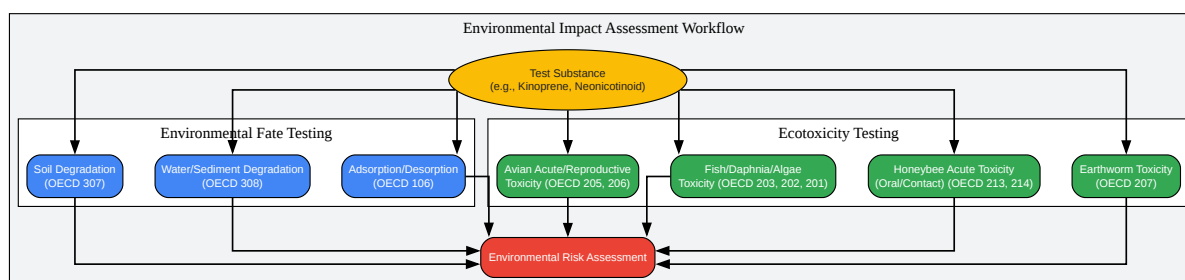 Environmental Impact Assessment Workflow
Test Substance
(e.g., Kinoprene, Neonicotinoid)
Environmental Fate Testing
Ecotoxicity Testing
Soil Degradation
(OECD 307)
Water/Sediment Degradation
(OECD 308)
Adsorption/Desorption
(OECD 106)
Avian Acute/Reproductive
Toxicity (OECD 205, 206)
Fish/Daphnia/Algae
Toxicity (OECD 203, 202, 201)
Honeybee Acute Toxicity
(Oral/Contact) (OECD 213, 214)
Earthworm Toxicity
(OECD 207)
Environmental Risk Assessment